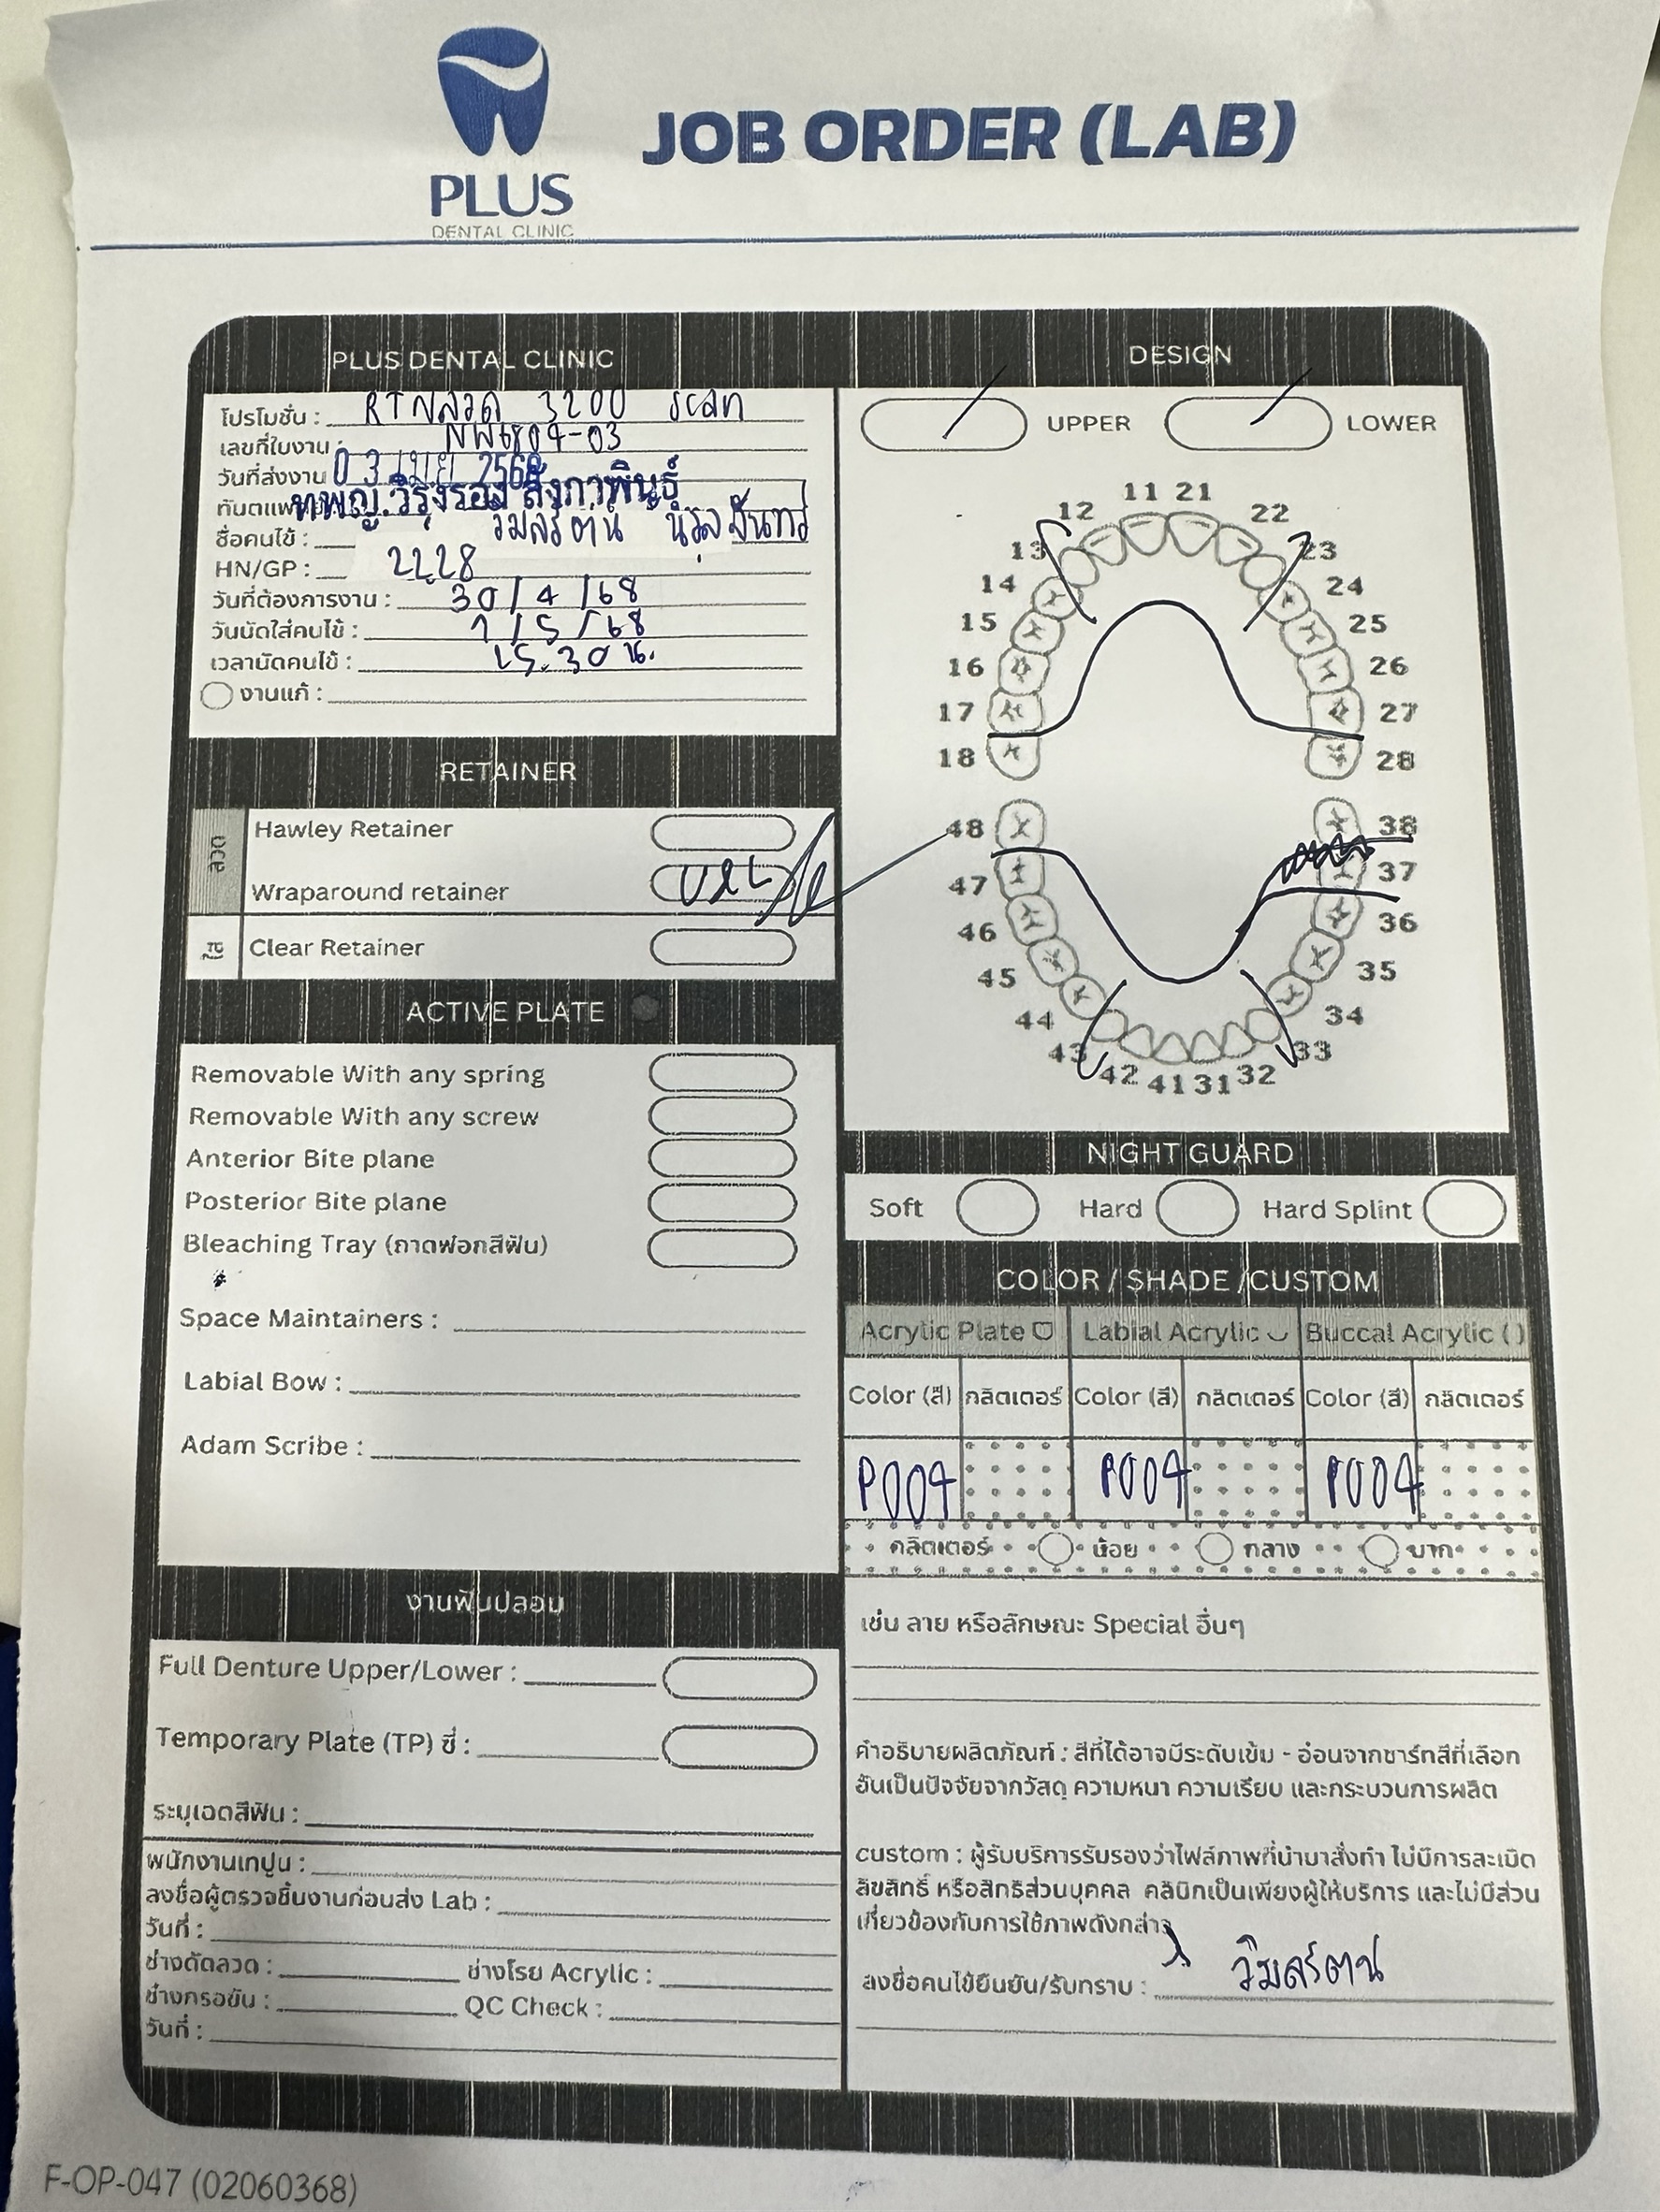 PLUS
DENTAL CLINIC
JOB ORDER (LAB)
PLUS DENTAL CLINIC
โปรโมชั่น : RT ลวด 3200 scan
เลขที่ใบงาน : NW6804-03
วันที่ส่งงาน 03 เม.ย. 2568
ทันตแพ ทพญ.วิรุ่งรอง สิงภาพันธุ์
ชื่อคนไข้ : วิมลรัตน์ นิลจันทร์
HN/GP : 2228
วันที่ต้องการงาน : 30/4/68
วันนัดใส่คนไข้ : 1/5/68
เวลานัดคนไข้ : 15.30 น.
งานแก้ :
RETAINER
ลวด
Hawley Retainer
Wraparound retainer
ใส
Clear Retainer
ACTIVE PLATE
Removable With any spring
Removable With any screw
Anterior Bite plane
Posterior Bite plane
Bleaching Tray (ถาดฟอกสีฟัน)
Space Maintainers :
Labial Bow :
Adam Scribe :
งานฟันปลอม
Full Denture Upper/Lower :
Temporary Plate (TP) ซี่ :
ระบุเฉดสีฟัน :
พนักงานเทปูน :
ลงชื่อผู้ตรวจชิ้นงานก่อนส่ง Lab :
วันที่ :
ช่างดัดลวด : ช่างโรย Acrylic :
ช่างกรอขัน : QC Check :
วันที่ :
DESIGN
UPPER LOWER
11 21
12 22
13 23
14 24
15 25
16 26
17 27
18 28
48 38
47 37
46 36
45 35
44 34
43 33
42 41 31 32
NIGHT GUARD
Soft Hard Hard Splint
COLOR / SHADE /CUSTOM
Acrytic Plate Labial Acrylic Buccal Acrylic ( )
Color (สี) กลิตเตอร์ Color (สี) กลิตเตอร์ Color (สี) กลิตเตอร์
P004 P004 P004
กลิตเตอร์ น้อย กลาง มาก
เช่น ลาย หรือลักษณะ Special อื่นๆ
คำอธิบายผลิตภัณฑ์ : สีที่ได้อาจมีระดับเข้ม - อ่อนจากชาร์ทสีที่เลือก
อันเป็นปัจจัยจากวัสดุ ความหนา ความเรียบ และกระบวนการผลิต
custom : ผู้รับบริการรับรองว่าไฟล์ภาพที่นำมาสั่งทำ ไม่มีการละเมิด
ลิขสิทธิ์ หรือสิทธิส่วนบุคคล คลินิกเป็นเพียงผู้ให้บริการ และไม่มีส่วน
เกี่ยวข้องกับการใช้ภาพดังกล่าว
ลงชื่อคนไข้ยืนยัน/รับทราบ : วิมลรัตน์
F-OP-047 (02060368)